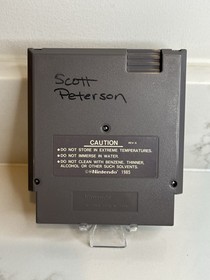 Scott
Peterson
CAUTION
•DO NOT STORE IN EXTREME TEMPERATURES.
•DO NOT IMMERSE IN WATER.
•DO NOT CLEAN WITH BENZENE, THINNER,
ALCOHOL OR OTHER SUCH SOLVENTS.
©Nintendo 1985